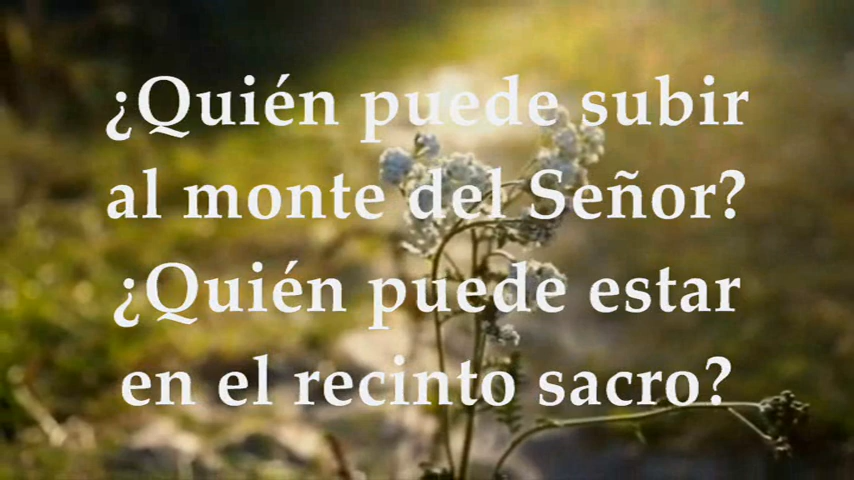 ¿Quién puede subir
al monte del Señor?
¿Quién puede estar
en el recinto sacro?